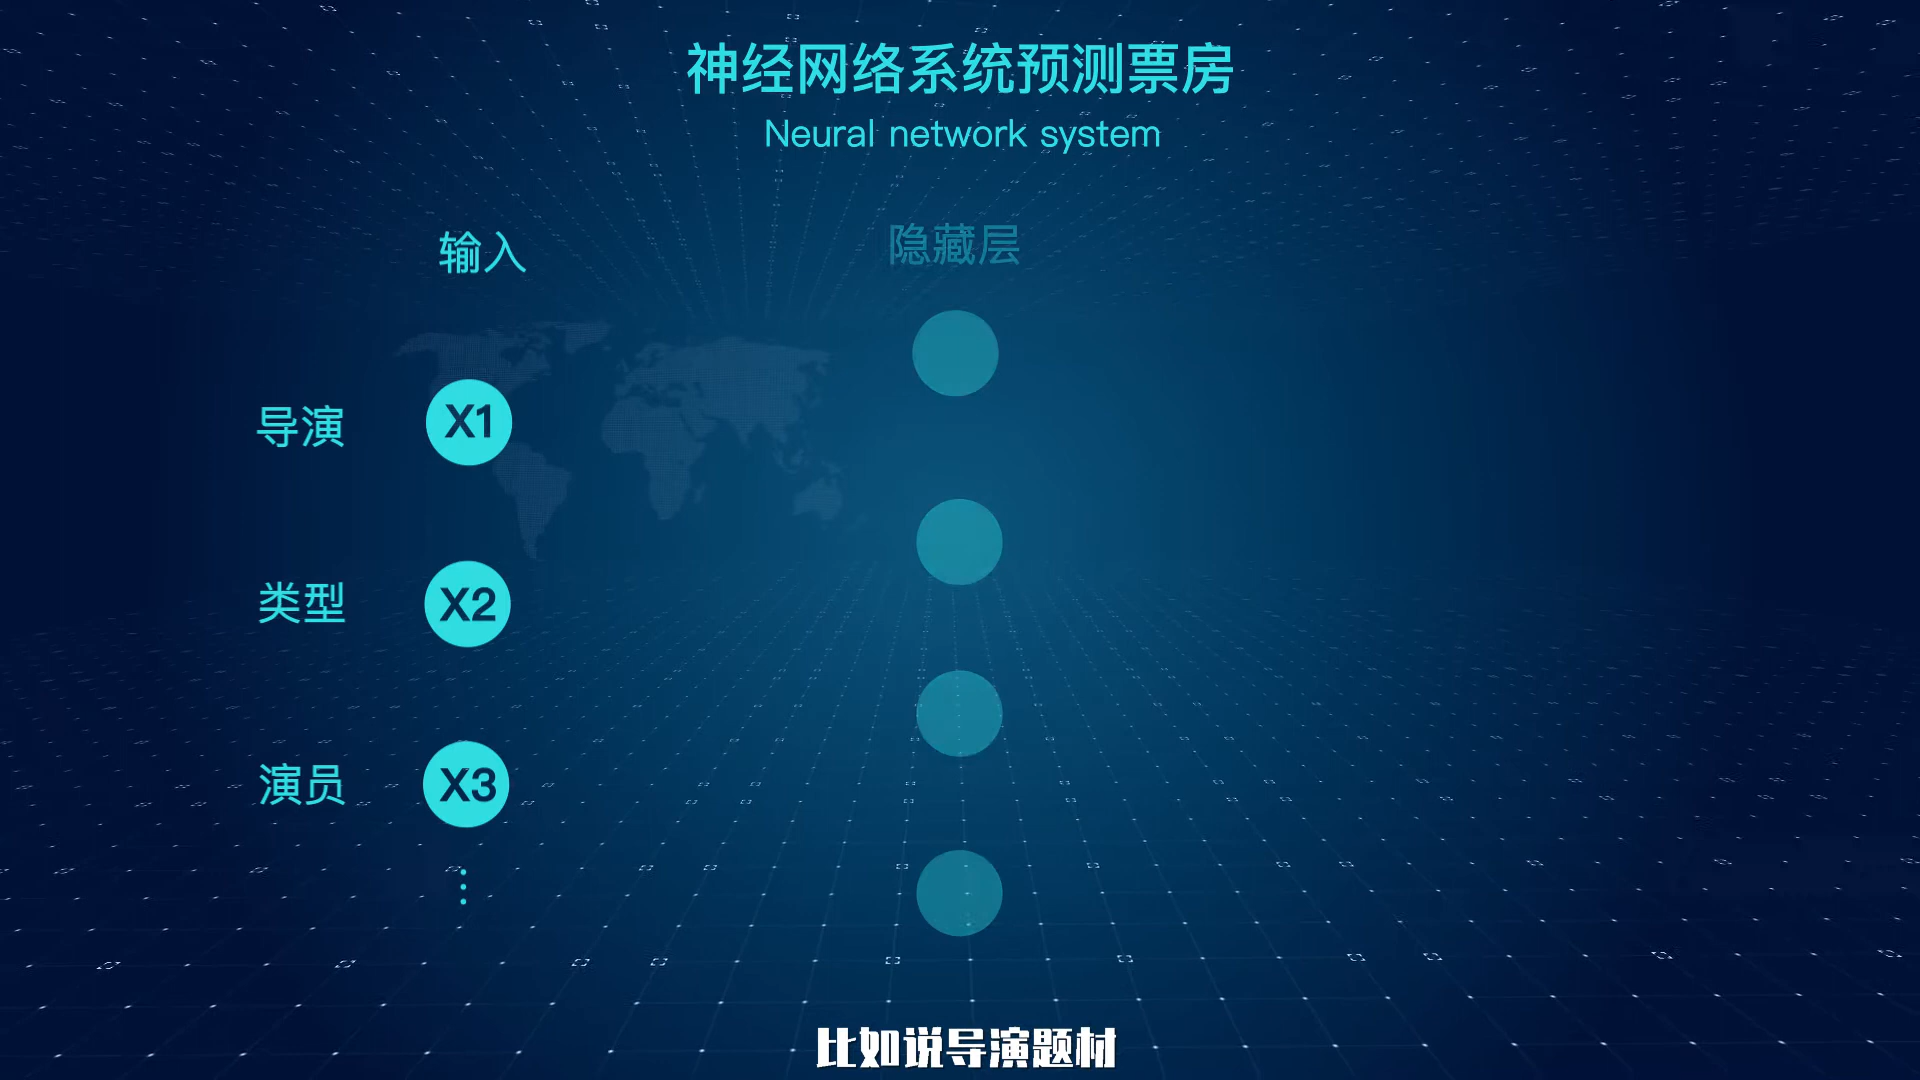 神经网络系统预测票房
Neural network system
输入
隐藏层
导演
X1
类型
X2
演员
X3
比如说导演题材